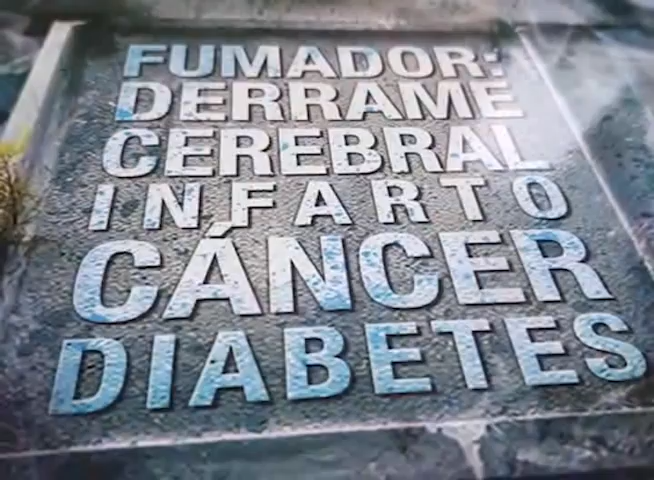 FUMADOR:
DERRAME
CEREBRAL
INFARTO
CÁNCER
DIABETES